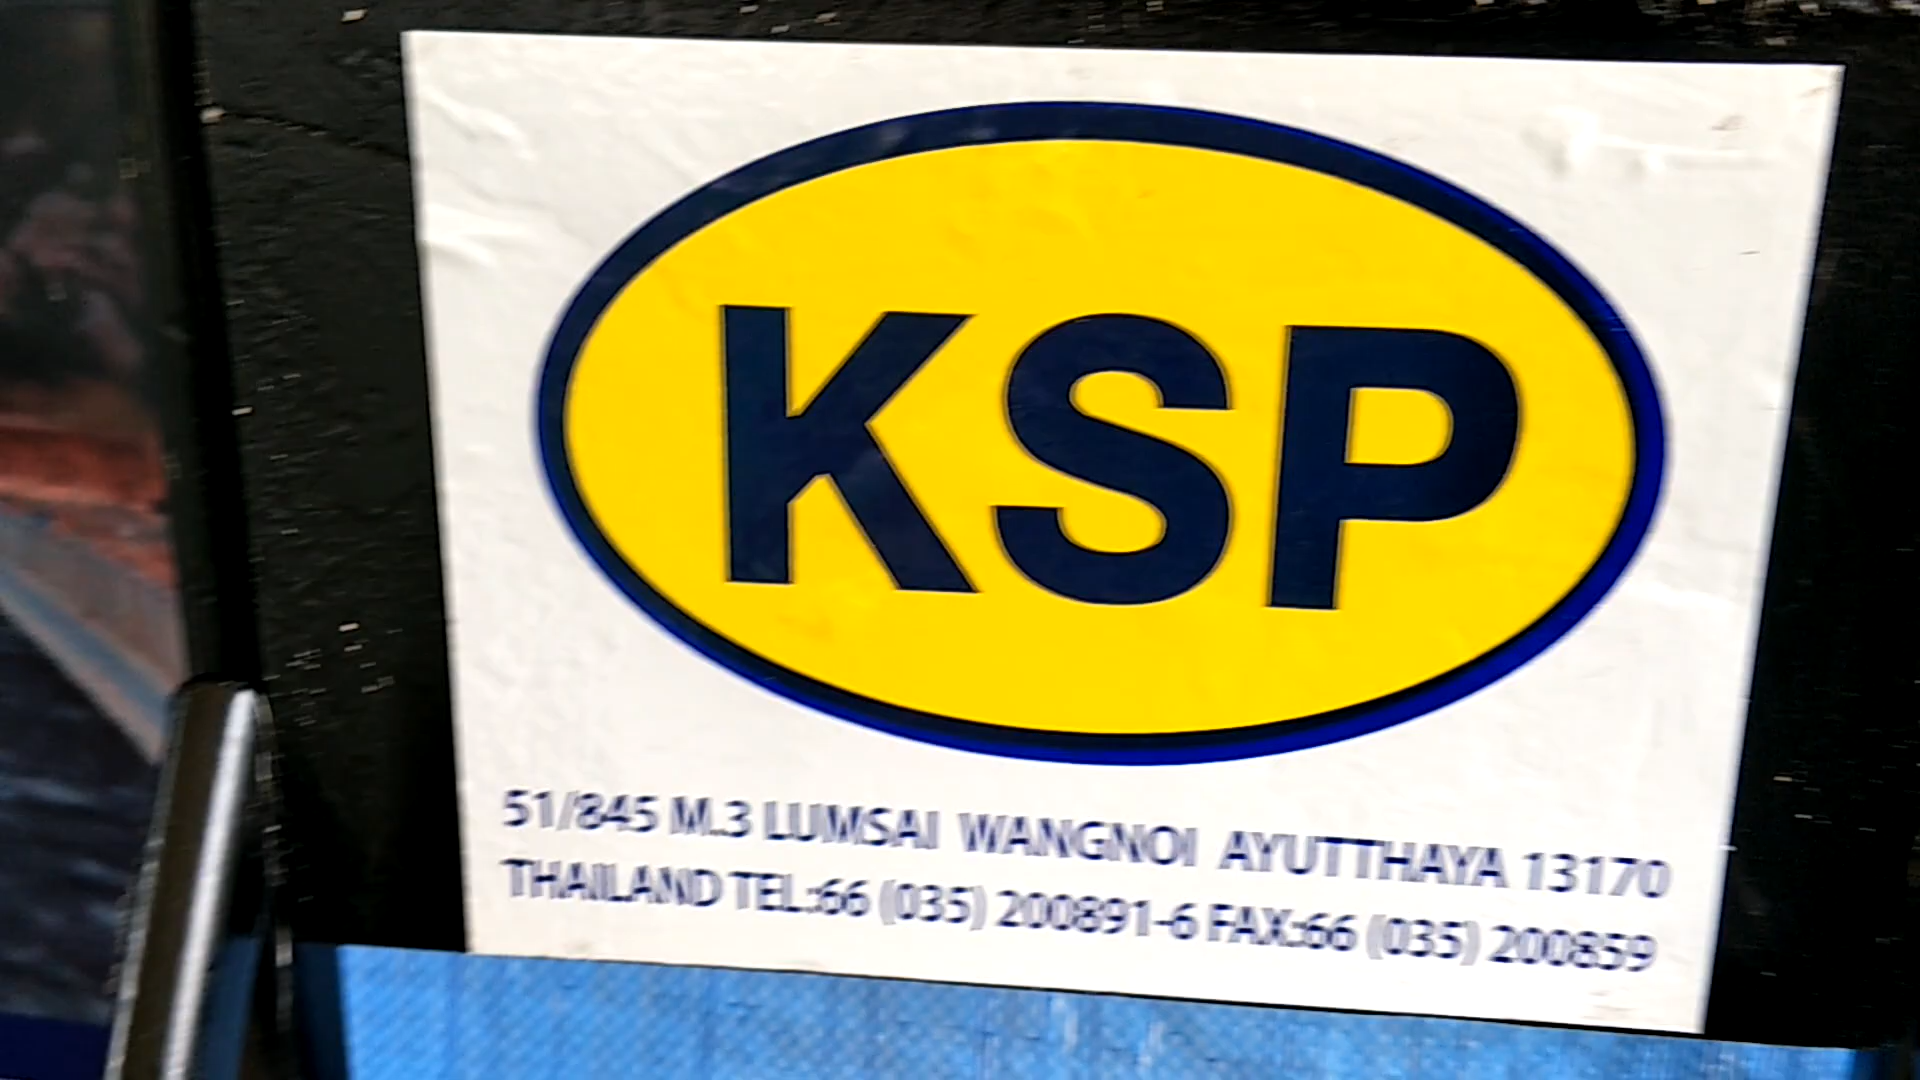 KSP
51/845 M.3 LUMSAI WANGNOI AYUTTHAYA 13170
THAILAND TEL:66 (035) 200891-6 FAX:66 (035) 200859